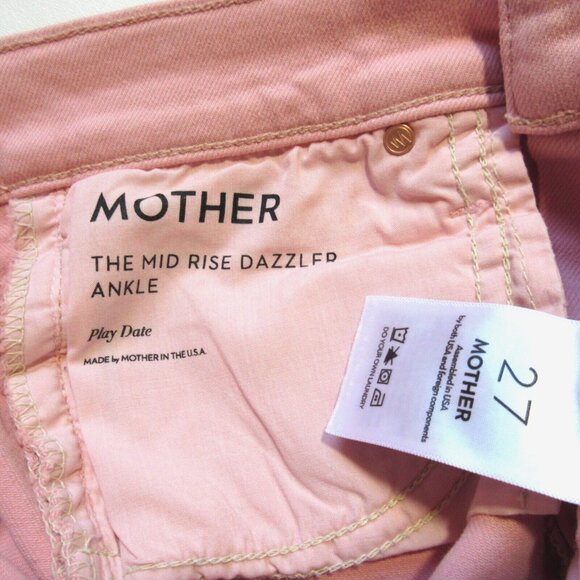 MOTHER
THE MID RISE DAZZLER
ANKLE
Play Date
MADE by MOTHER IN THE U.S.A.
27
MOTHER
Assembled in USA
by both USA and foreign components
DO YOUR OWN LAUNDRY